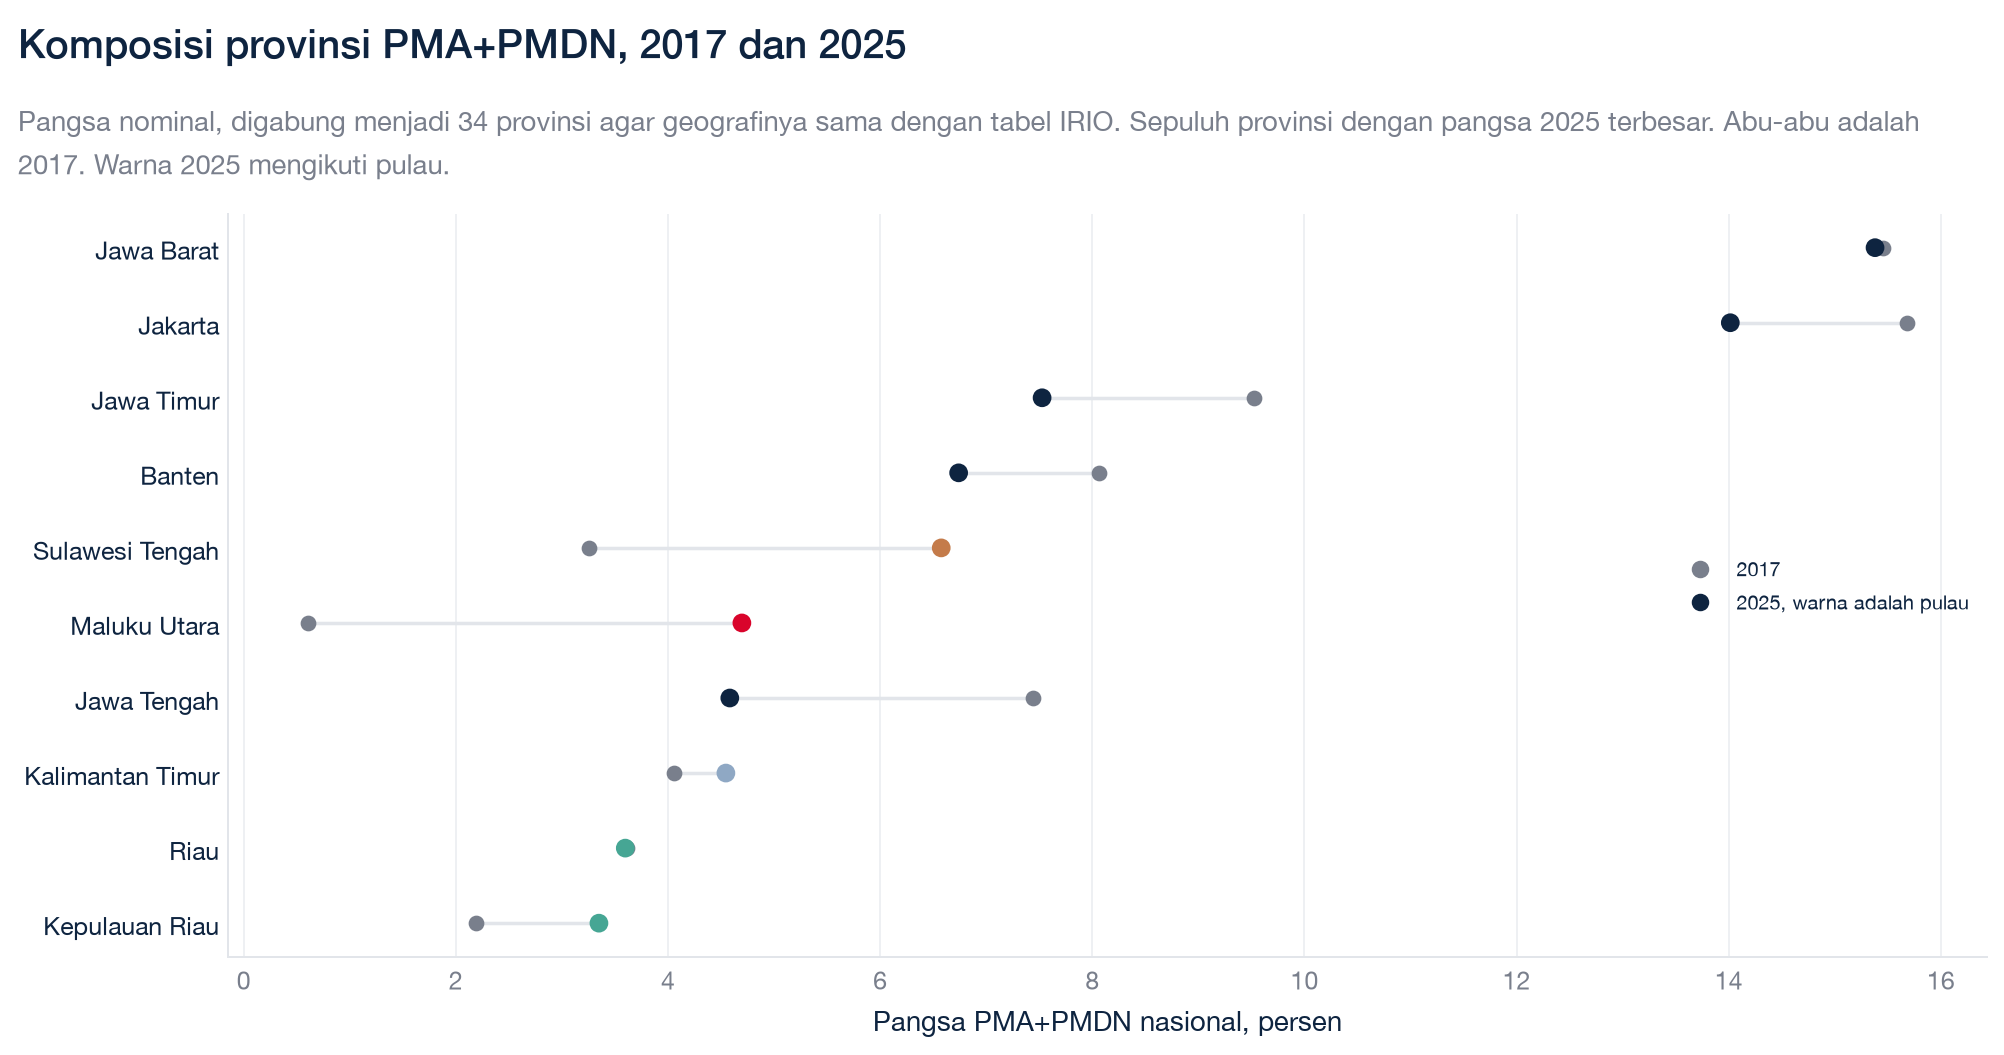 Komposisi provinsi PMA+PMDN, 2017 dan 2025
Pangsa nominal, digabung menjadi 34 provinsi agar geografinya sama dengan tabel IRIO. Sepuluh provinsi dengan pangsa 2025 terbesar. Abu-abu adalah
2017. Warna 2025 mengikuti pulau.
Jawa Barat
Jakarta
Jawa Timur
Banten
Sulawesi Tengah
Maluku Utara
Jawa Tengah
Kalimantan Timur
Riau
Kepulauan Riau
2017
2025, warna adalah pulau
0 2 4 6 8 10 12 14 16
Pangsa PMA+PMDN nasional, persen